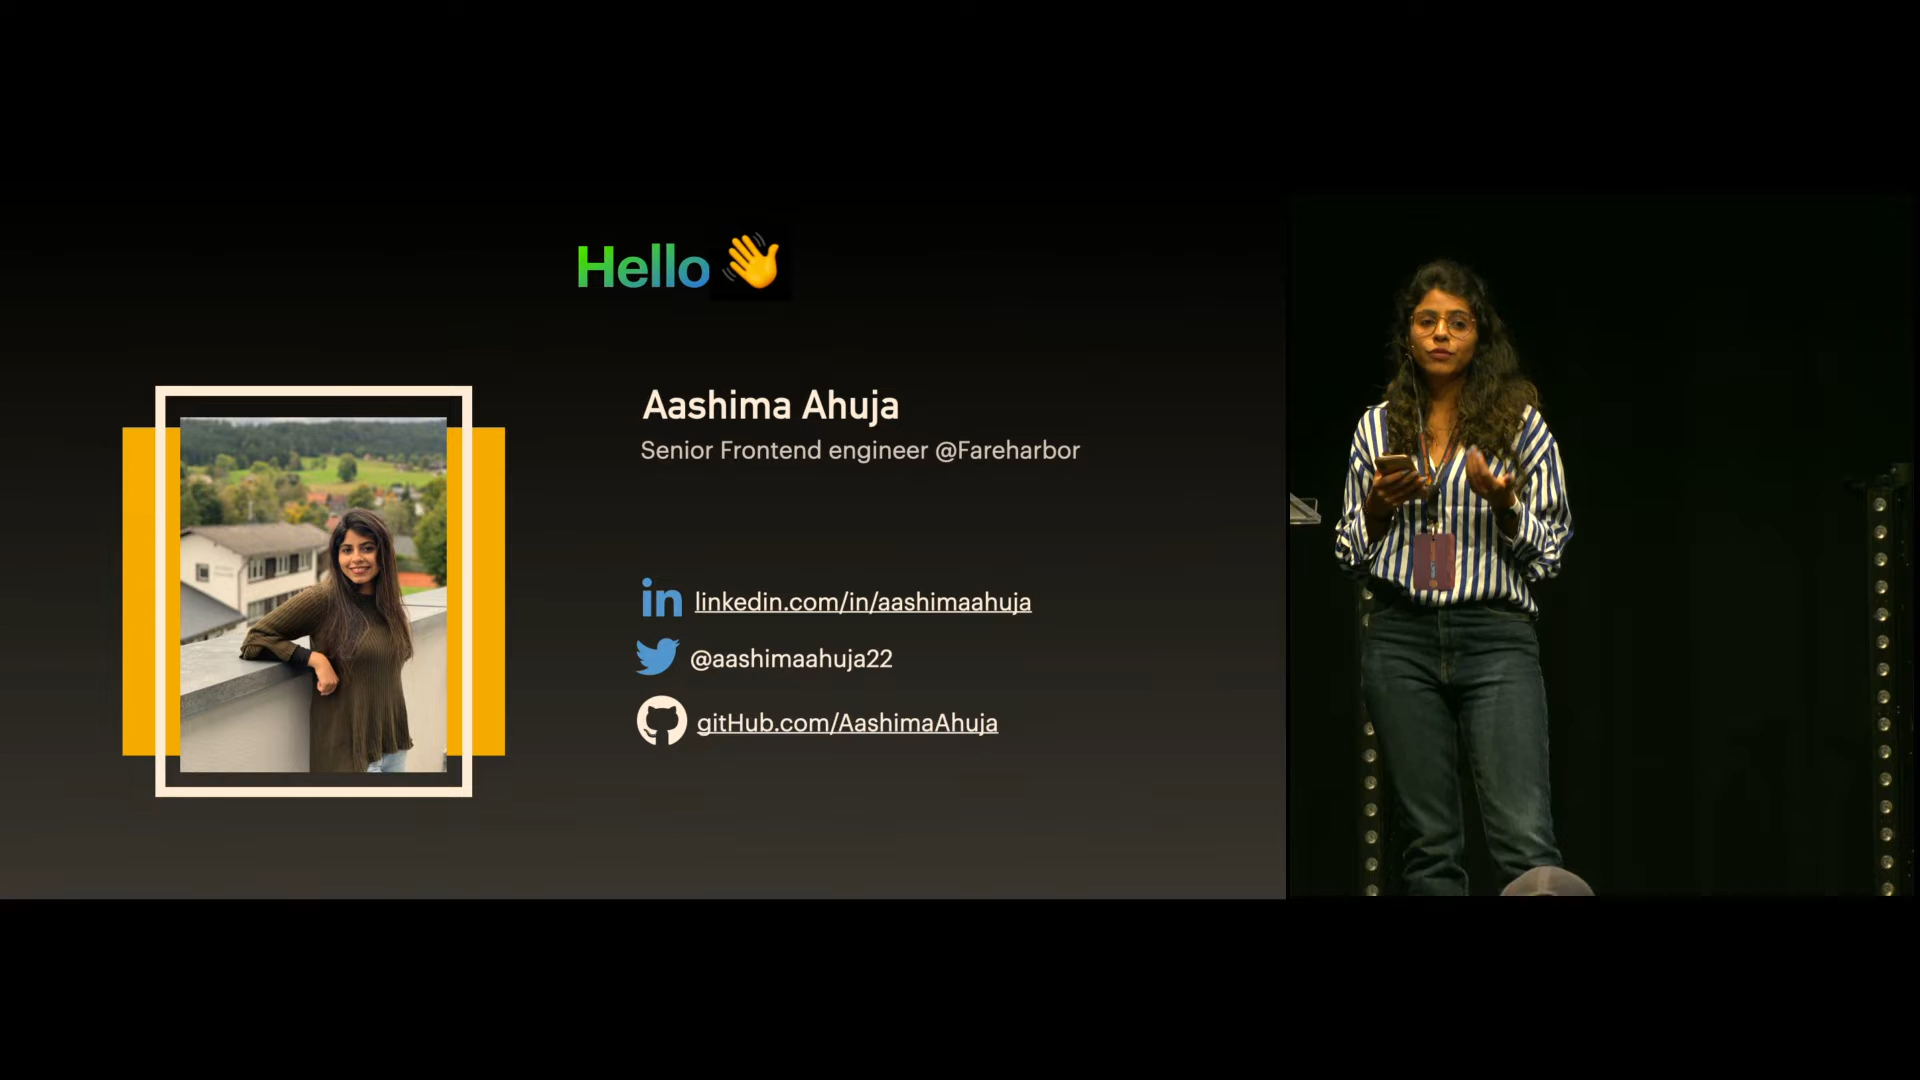 Hello 👋
Aashima Ahuja
Senior Frontend engineer @Fareharbor
linkedin.com/in/aashimaahuja
@aashimaahuja22
gitHub.com/AashimaAhuja